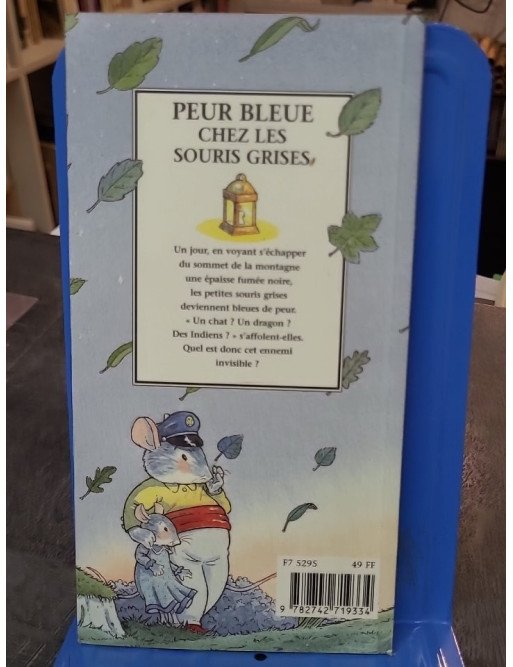 PEUR BLEUE
CHEZ LES
SOURIS GRISES
Un jour, en voyant s'échapper
du sommet de la montagne
une épaisse fumée noire,
les petites souris grises
deviennent bleues de peur.
« Un chat ? Un dragon ?
Des Indiens ? » s'affolent-elles.
Quel est donc cet ennemi
invisible ?
F7 5295 49 FF
9 782742 719334